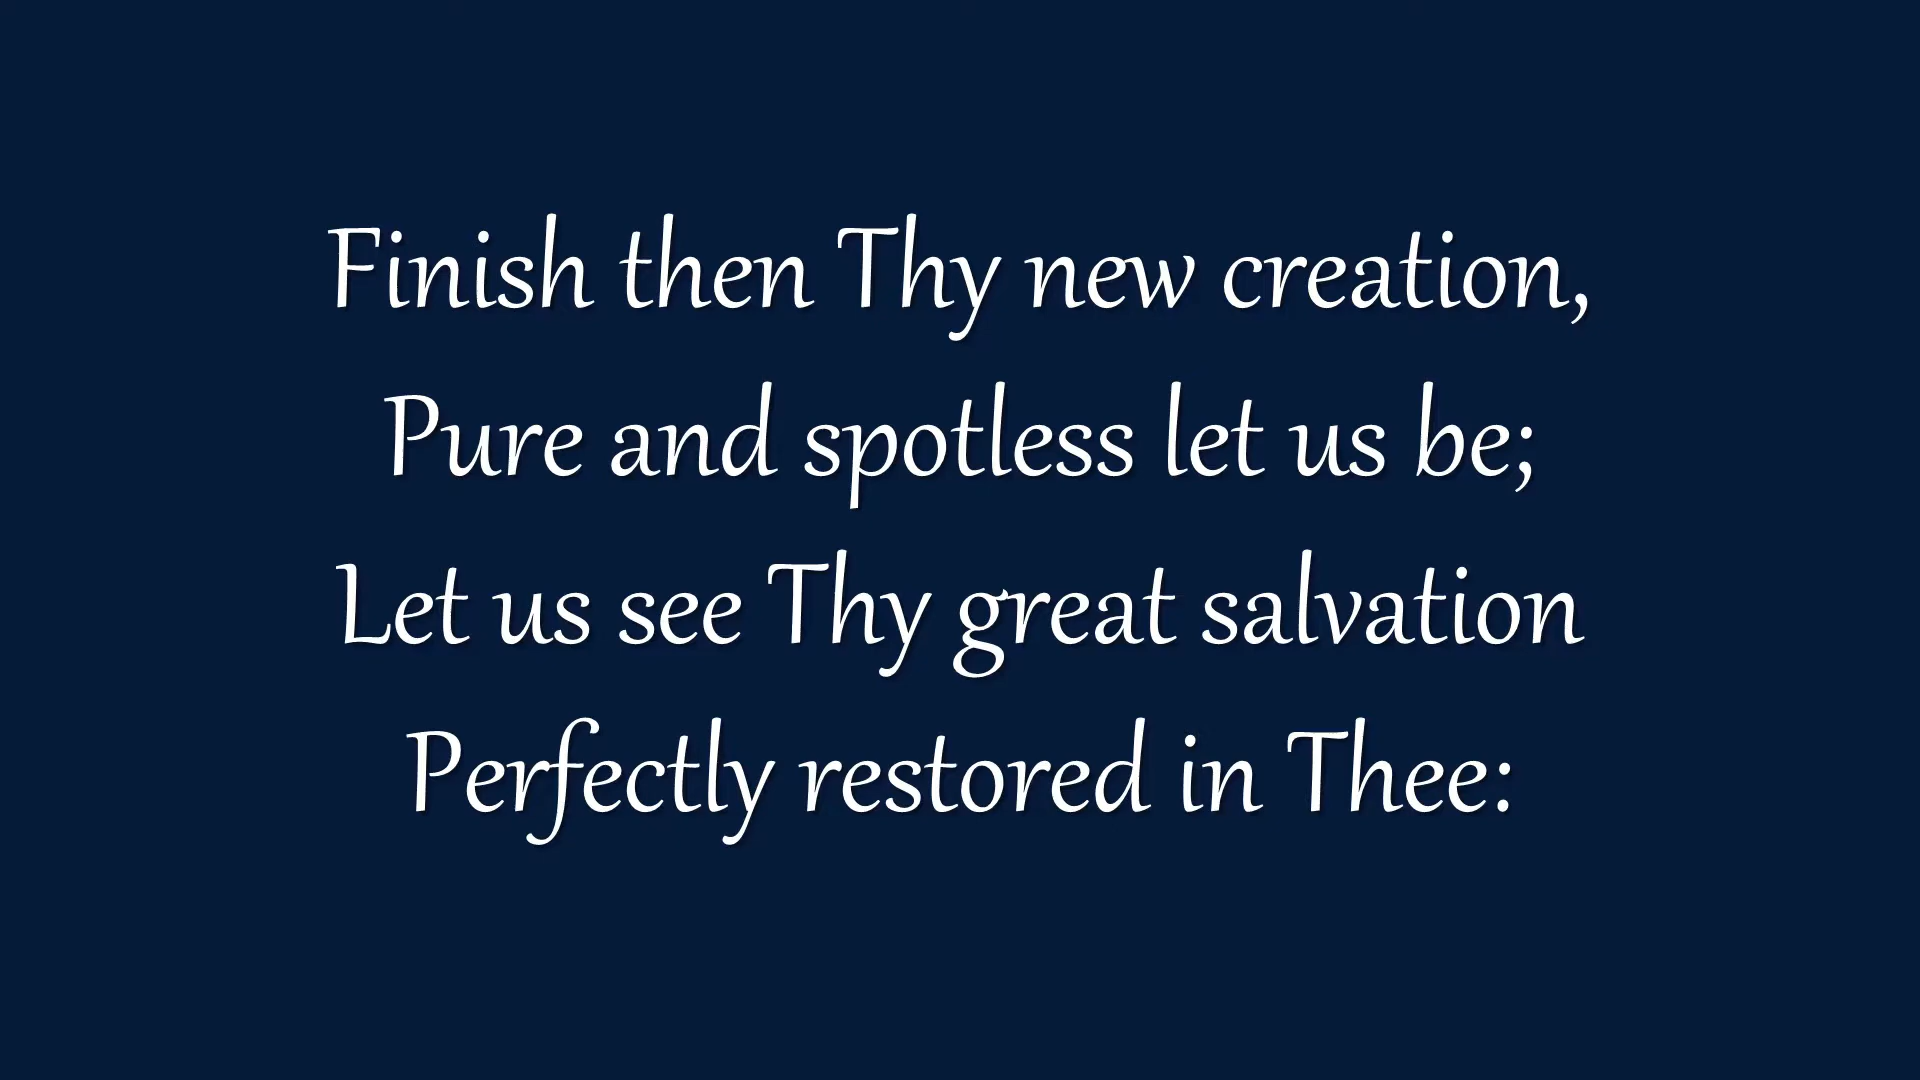 Finish then Thy new creation,
Pure and spotless let us be;
Let us see Thy great salvation
Perfectly restored in Thee: